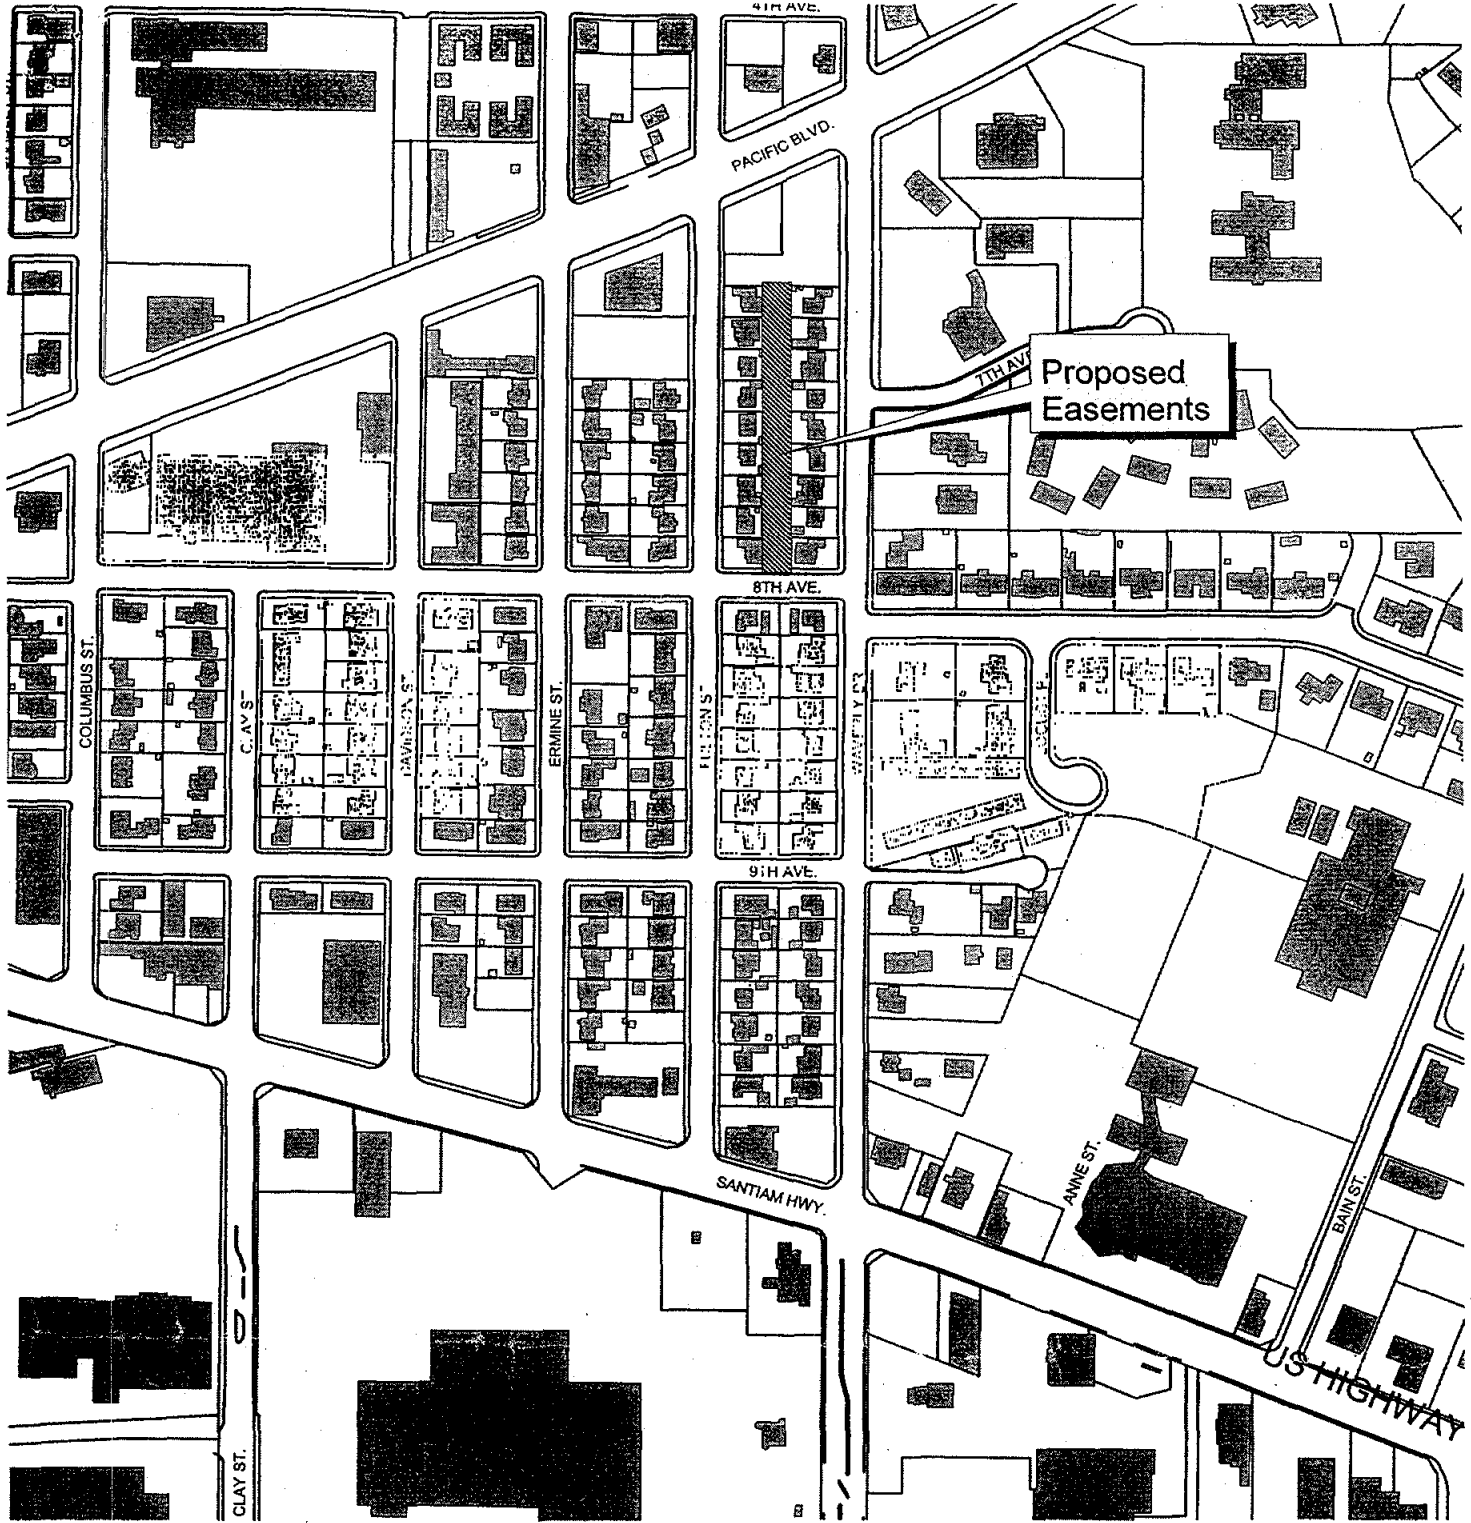 4TH AVE.
PACIFIC BLVD.
7TH AVE
Proposed
Easements
8TH AVE.
COLUMBUS ST.
ERMINE ST.
9TH AVE.
SANTIAM HWY.
ANNE ST.
BAIN ST.
US HIGHWAY
CLAY ST.